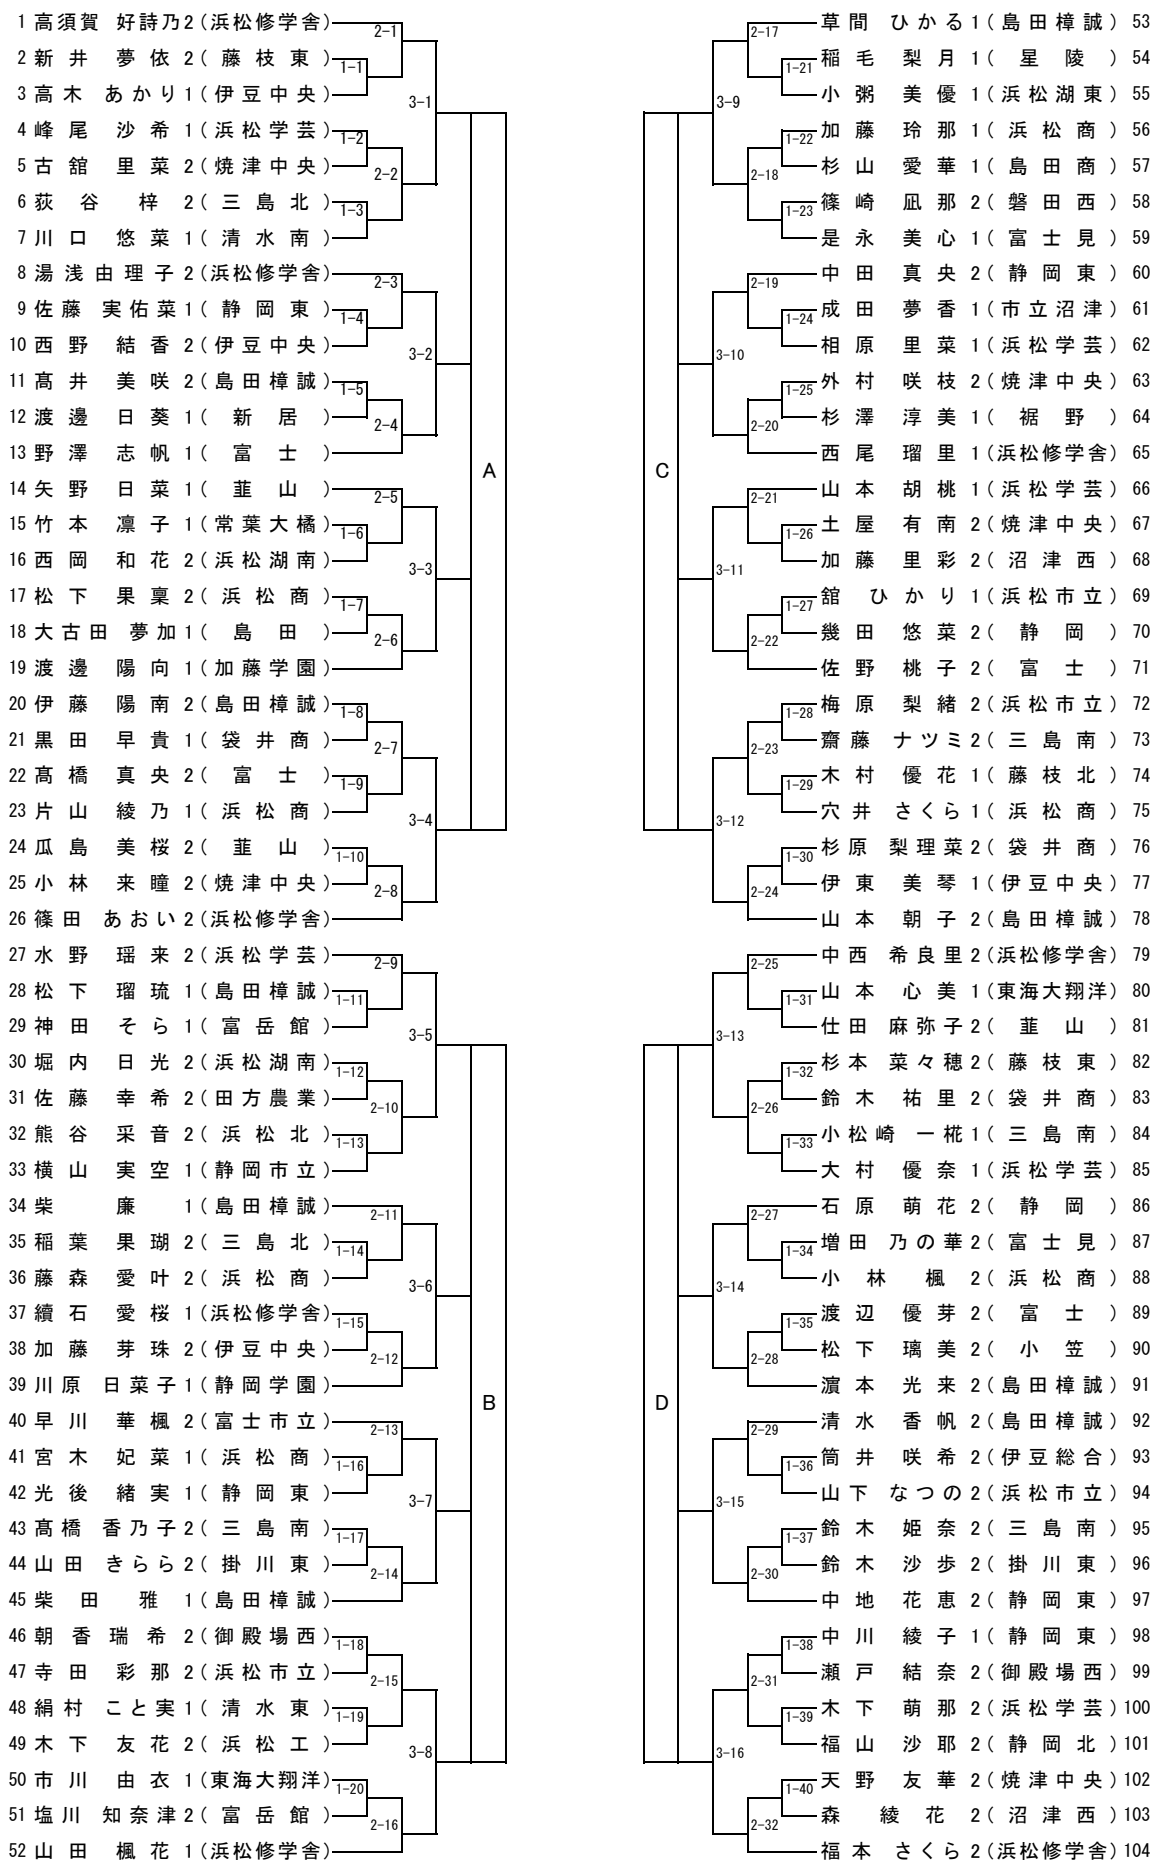 1 高須賀 好詩乃 2 (浜松修学舎)
2 新井 夢依 2 (藤枝東)
3 高木 あかり 1 (伊豆中央)
4 峰尾 沙希 1 (浜松学芸)
5 古舘 里菜 2 (焼津中央)
6 荻谷 梓 2 (三島北)
7 川口 悠菜 1 (清水南)
8 湯浅由理子 2 (浜松修学舎)
9 佐藤 実佑菜 1 (静岡東)
10 西野 結香 2 (伊豆中央)
11 髙井 美咲 2 (島田樟誠)
12 渡邊 日葵 1 (新居)
13 野澤 志帆 1 (富士)
14 矢野 日菜 1 (韮山)
15 竹本 凛子 1 (常葉大橘)
16 西岡 和花 2 (浜松湖南)
17 松下 果稟 2 (浜松商)
18 大古田 夢加 1 (島田)
19 渡邊 陽向 1 (加藤学園)
20 伊藤 陽南 2 (島田樟誠)
21 黒田 早貴 1 (袋井商)
22 髙橋 真央 2 (富士)
23 片山 綾乃 1 (浜松商)
24 瓜島 美桜 2 (韮山)
25 小林 来瞳 2 (焼津中央)
26 篠田 あおい 2 (浜松修学舎)
27 水野 瑶来 2 (浜松学芸)
28 松下 瑠琉 1 (島田樟誠)
29 神田 そら 1 (富岳館)
30 堀内 日光 2 (浜松湖南)
31 佐藤 幸希 2 (田方農業)
32 熊谷 采音 2 (浜松北)
33 横山 実空 1 (静岡市立)
34 柴 廉 1 (島田樟誠)
35 稲葉 果瑚 2 (三島北)
36 藤森 愛叶 2 (浜松商)
37 續石 愛桜 1 (浜松修学舎)
38 加藤 芽珠 2 (伊豆中央)
39 川原 日菜子 1 (静岡学園)
40 早川 華楓 2 (富士市立)
41 宮木 妃菜 1 (浜松商)
42 光後 緒実 1 (静岡東)
43 髙橋 香乃子 2 (三島南)
44 山田 きらら 2 (掛川東)
45 柴田 雅 1 (島田樟誠)
46 朝香瑞希 2 (御殿場西)
47 寺田 彩那 2 (浜松市立)
48 絹村 こと実 1 (清水東)
49 木下 友花 2 (浜松工)
50 市川 由衣 1 (東海大翔洋)
51 塩川 知奈津 2 (富岳館)
52 山田 楓花 1 (浜松修学舎)
2-1
1-1
3-1
1-2
2-2
1-3
2-3
1-4
3-2
1-5
2-4
A
2-5
1-6
3-3
1-7
2-6
1-8
2-7
1-9
3-4
1-10
2-8
2-9
1-11
3-5
1-12
2-10
1-13
2-11
1-14
3-6
1-15
2-12
B
2-13
1-16
3-7
1-17
2-14
1-18
2-15
1-19
3-8
1-20
2-16
2-17
1-21
3-9
1-22
2-18
1-23
2-19
1-24
3-10
1-25
2-20
C
2-21
1-26
3-11
1-27
2-22
1-28
2-23
1-29
3-12
1-30
2-24
2-25
1-31
3-13
1-32
2-26
1-33
2-27
1-34
3-14
1-35
2-28
D
2-29
1-36
3-15
1-37
2-30
1-38
2-31
1-39
3-16
1-40
2-32
草間 ひかる 1 (島田樟誠) 53
稲毛 梨月 1 (星陵) 54
小粥 美優 1 (浜松湖東) 55
加藤 玲那 1 (浜松商) 56
杉山 愛華 1 (島田商) 57
篠崎 凪那 2 (磐田西) 58
是永 美心 1 (富士見) 59
中田 真央 2 (静岡東) 60
成田 夢香 1 (市立沼津) 61
相原 里菜 1 (浜松学芸) 62
外村 咲枝 2 (焼津中央) 63
杉澤 淳美 1 (裾野) 64
西尾 瑠里 1 (浜松修学舎) 65
山本 胡桃 1 (浜松学芸) 66
土屋 有南 2 (焼津中央) 67
加藤 里彩 2 (沼津西) 68
舘 ひかり 1 (浜松市立) 69
幾田 悠菜 2 (静岡) 70
佐野 桃子 2 (富士) 71
梅原 梨緒 2 (浜松市立) 72
齋藤 ナツミ 2 (三島南) 73
木村 優花 1 (藤枝北) 74
穴井 さくら 1 (浜松商) 75
杉原 梨理菜 2 (袋井商) 76
伊東 美琴 1 (伊豆中央) 77
山本 朝子 2 (島田樟誠) 78
中西 希良里 2 (浜松修学舎) 79
山本 心美 1 (東海大翔洋) 80
仕田 麻弥子 2 (韮山) 81
杉本 菜々穂 2 (藤枝東) 82
鈴木 祐里 2 (袋井商) 83
小松崎 一椛 1 (三島南) 84
大村 優奈 1 (浜松学芸) 85
石原 萌花 2 (静岡) 86
増田 乃の華 2 (富士見) 87
小林 楓 2 (浜松商) 88
渡辺 優芽 2 (富士) 89
松下 璃美 2 (小笠) 90
濵本 光来 2 (島田樟誠) 91
清水 香帆 2 (島田樟誠) 92
筒井 咲希 2 (伊豆総合) 93
山下 なつの 2 (浜松市立) 94
鈴木 姫奈 2 (三島南) 95
鈴木 沙歩 2 (掛川東) 96
中地 花恵 2 (静岡東) 97
中川 綾子 1 (静岡東) 98
瀬戸 結奈 2 (御殿場西) 99
木下 萌那 2 (浜松学芸) 100
福山 沙耶 2 (静岡北) 101
天野 友華 2 (焼津中央) 102
森 綾花 2 (沼津西) 103
福本 さくら 2 (浜松修学舎) 104